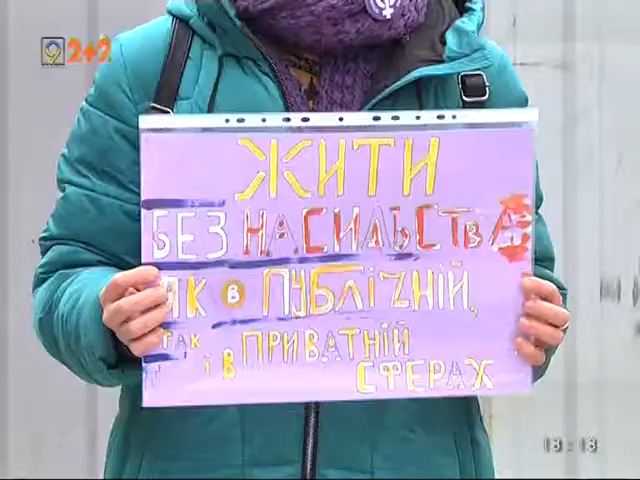 2+2
ЖИТИ
БЕЗ НАСИЛЬСТВА
ЯК В ПУБЛІЧНІЙ,
ТАК І В ПРИВАТНІЙ
СФЕРАХ
18:18